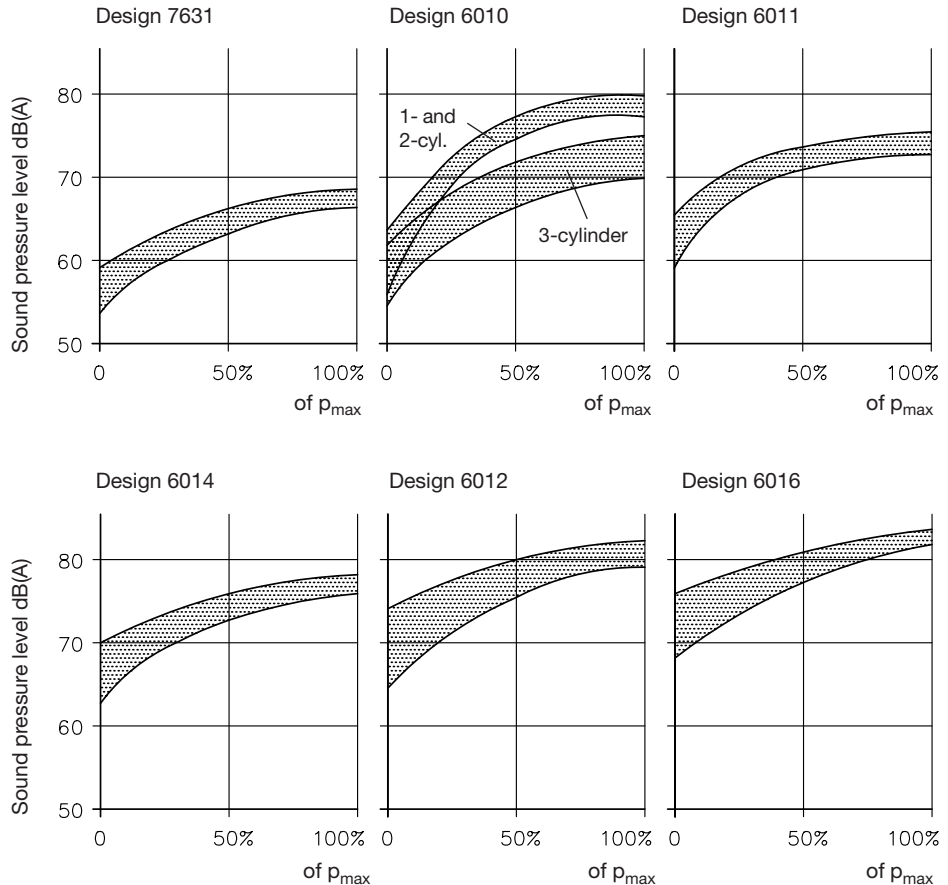 Design 7631
Design 6010
Design 6011
Sound pressure level dB(A)
80
70
60
50
1- and
2-cyl.
3-cylinder
0 50% 100%
of pmax
0 50% 100%
of pmax
0 50% 100%
of pmax
Design 6014
Design 6012
Design 6016
Sound pressure level dB(A)
80
70
60
50
0 50% 100%
of pmax
0 50% 100%
of pmax
0 50% 100%
of pmax